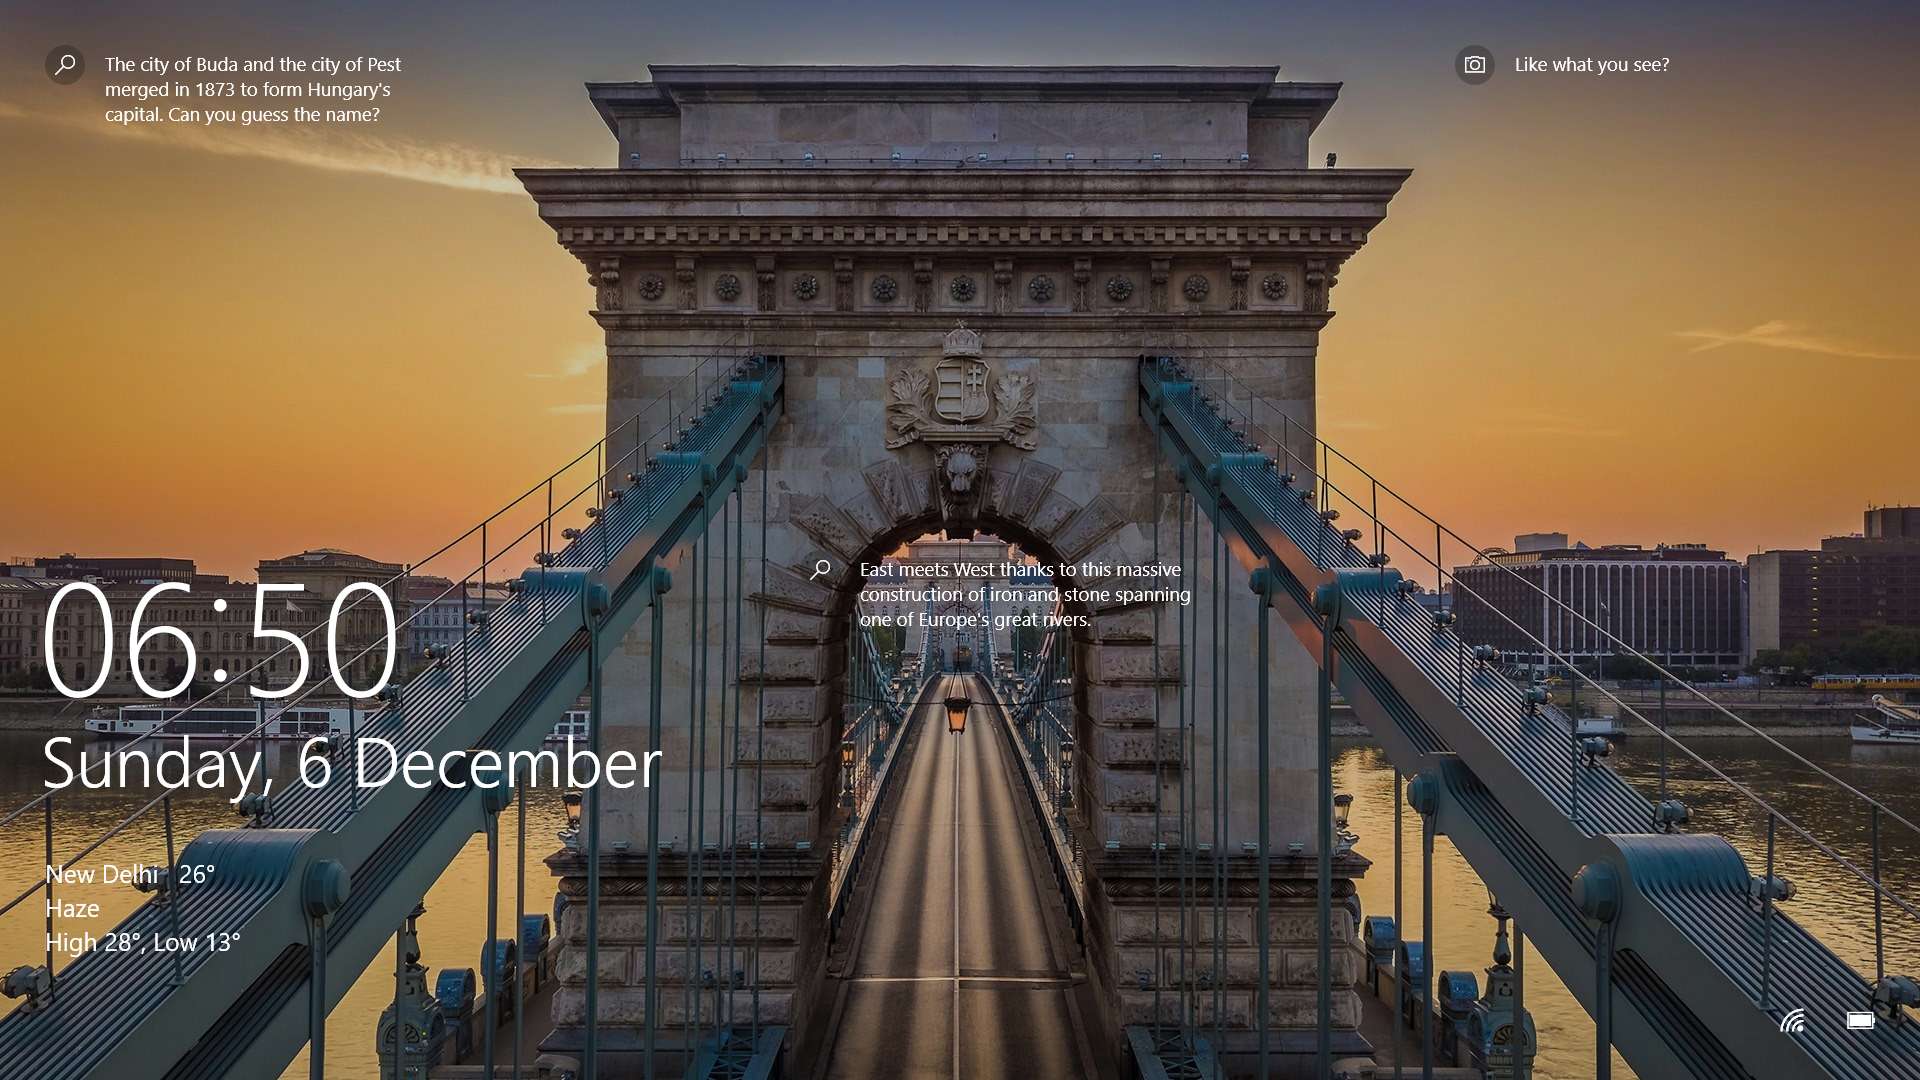 The city of Buda and the city of Pest
merged in 1873 to form Hungary's
capital. Can you guess the name?
Like what you see?
East meets West thanks to this massive
construction of iron and stone spanning
one of Europe's great rivers.
06:50
Sunday, 6 December
New Delhi 26°
Haze
High 28°, Low 13°